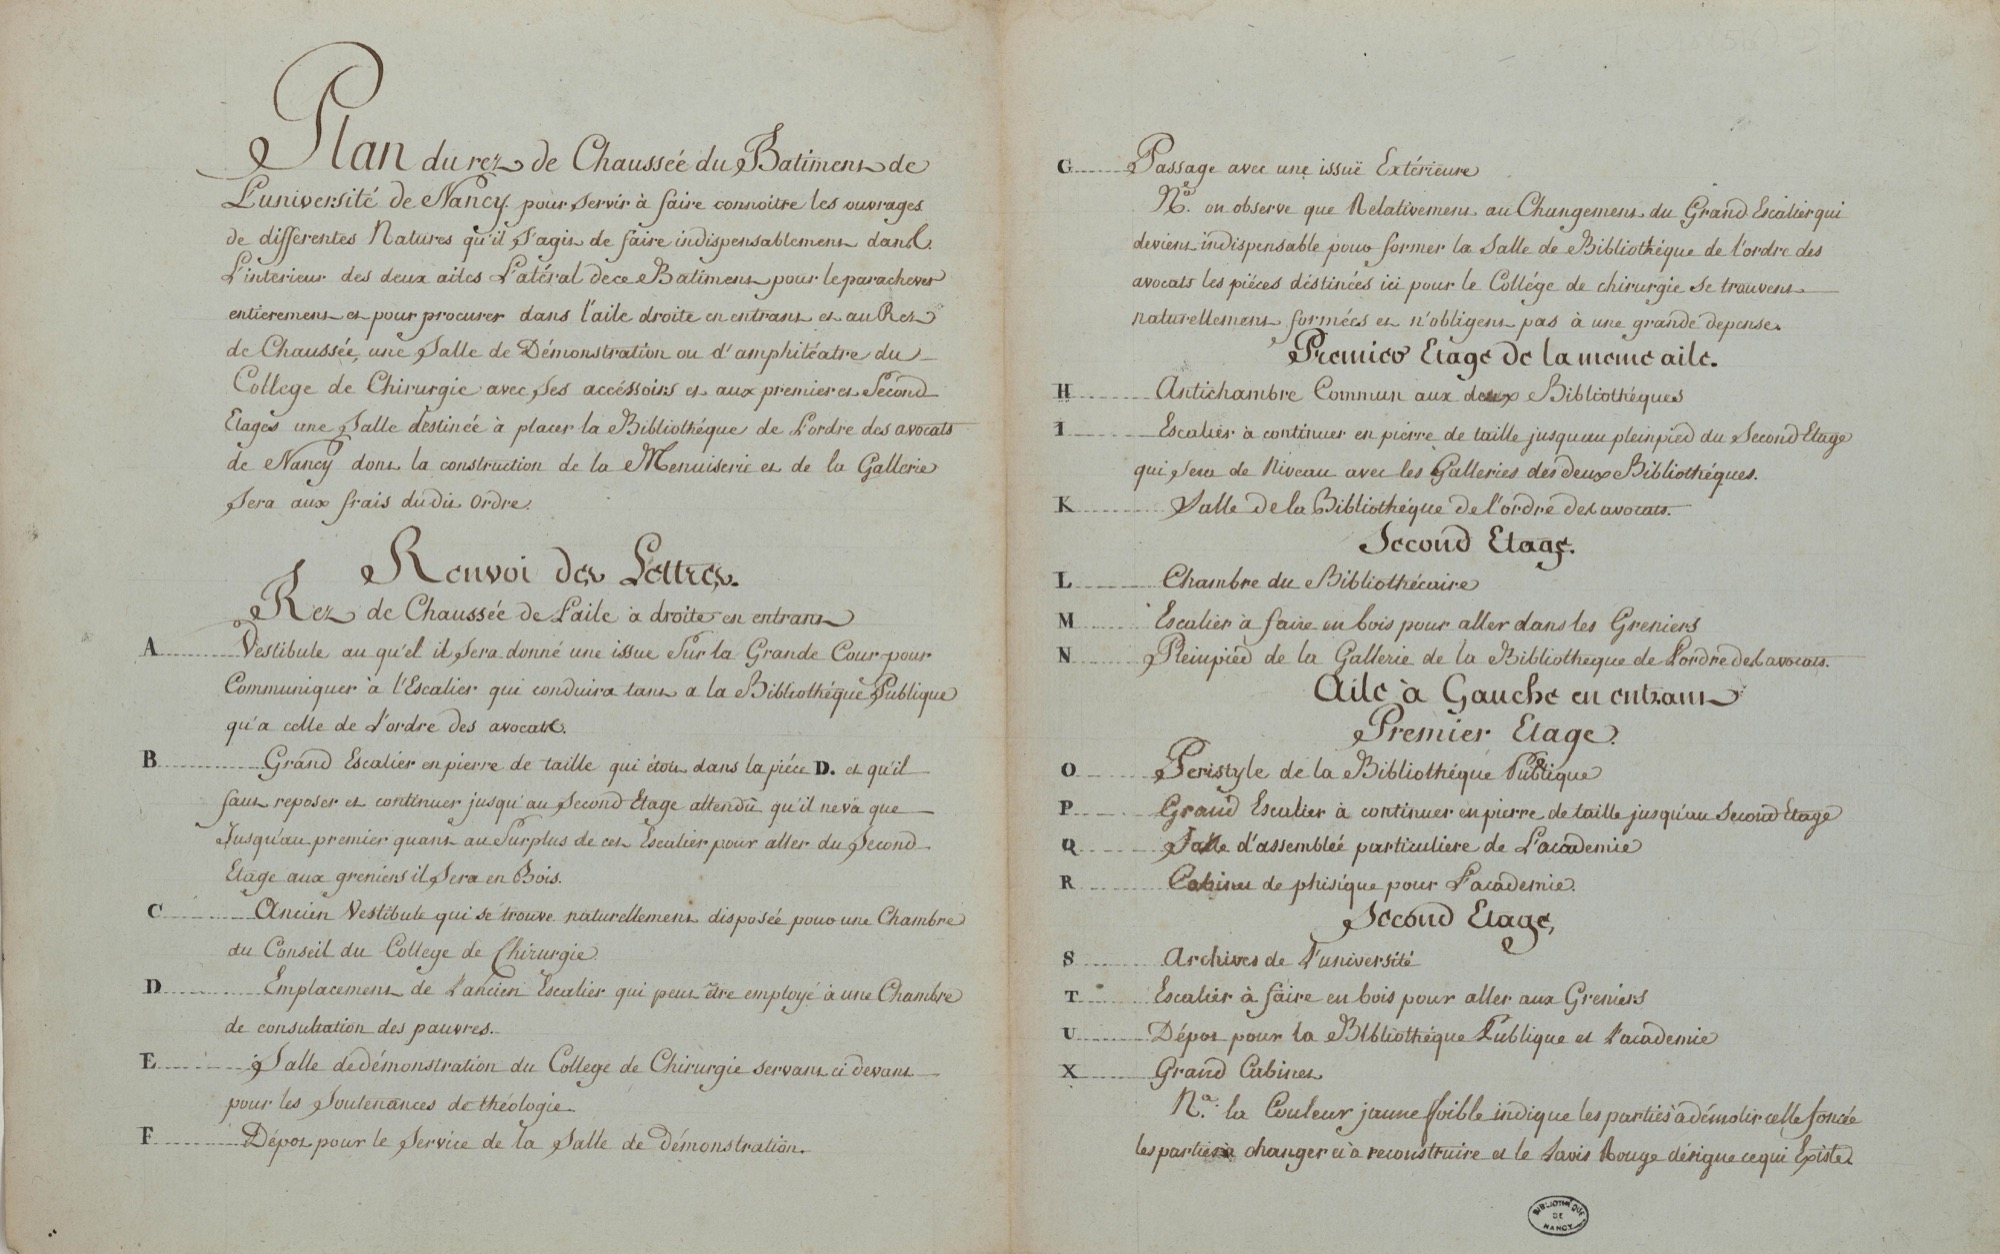 Plan du rez de Chausseé du Batiment de
L'université de Nancy. pour servir à faire connoitre les ouvrages
de différentes Natures qu'il s'agit de faire indispensablement dans
L'interieur des deux ailes Latéral de ce Batiment pour le parachever
entierement et pour procurer dans l'aile droite en entrant et au Rez
de Chaussée, une Salle de Démonstration ou d'amphitéatre du
College de Chirurgie avec ses accéssoirs et aux premier et Second
Etages une Salle destinée à placer la Bibliothéque de L'ordre des avocats
de Nancy dont la construction de la Menuiserie et de la Gallerie
sera aux frais du dit Ordre.
Renvoi des Lettres.
Rez de Chaussée de L'aile à droite en entrant
A Vestibule au qu'el il sera donné une issue sur la Grande Cour pour
Communiquer à l'Escalier qui conduira tant a la Bibliothéque Publique
qu'a celle de L'ordre des avocats.
B Grand Escalier en pierre de taille qui étoit dans la piéce D. et qu'il
faut reposer et continuer jusqu'au Second Etage attendû qu'il ne va que
Jusqu'au premier quant au Surplus de cet Escalier pour aller du Second
Etage aux greniers il sera en Bois.
C Ancien Vestibule qui se trouve naturellement disposée pour une Chambre
du Conseil du College de Chirurgie
D Emplacement de L'ancien Escalier qui peut être employé à une Chambre
de consultation des pauvres.
E Salle de démonstration du College de Chirurgie servant ci devant
pour les Soutenances de théologie.
F Dépot pour le Service de la Salle de démonstration.
G Passage avec une issuë Extérieure
Na. on observe que Relativement au Changement du Grand Escalier qui
devient indispensable pour former la Salle de Bibliothéque de l'ordre des
avocats les piéces déstinées ici pour le Collége de chirurgie se trouvent
naturellement formées et n'obligent pas à une grande depense.
Premier Etage de la meme aile.
H Antichambre Commun aux deux Bibliothéques
I Escalier à continuer en pierre de taille jusqu'au pleinpied du Second Etage
qui sera de Niveau avec les Galleries des deux Bibliothéques.
K Salle de la Bibliothéque de l'ordre des avocats.
Second Etage.
L Chambre du Bibliothécaire
M Escalier à faire en bois pour aller dans les Greniers
N Pleinpied de la Gallerie de la Bibliotheque de L'ordre des avocats.
Aile à Gauche en entrant
Premier Etage.
O Peristyle de la Bibliothéque Publique
P Grand Escalier à continuer en pierre de taille jusqu'au Second Etage
Q Salle d'assembleé particuliere de L'academie
R Cabinet de phisique pour L'académie.
Second Etage,
S Archives de L'université
T Escalier à faire en bois pour aller aux Greniers
U Dépot pour la Bibliothéque Publique et L'academie
X Grand Cabinet
Na. la Couleur jaune foible indique les parties à démolir celle foncée
les parties à changer et à reconstruire et le Lavis Rouge désigne ce qui Existe.
BIBLIOTHÈQUE
DE
NANCY